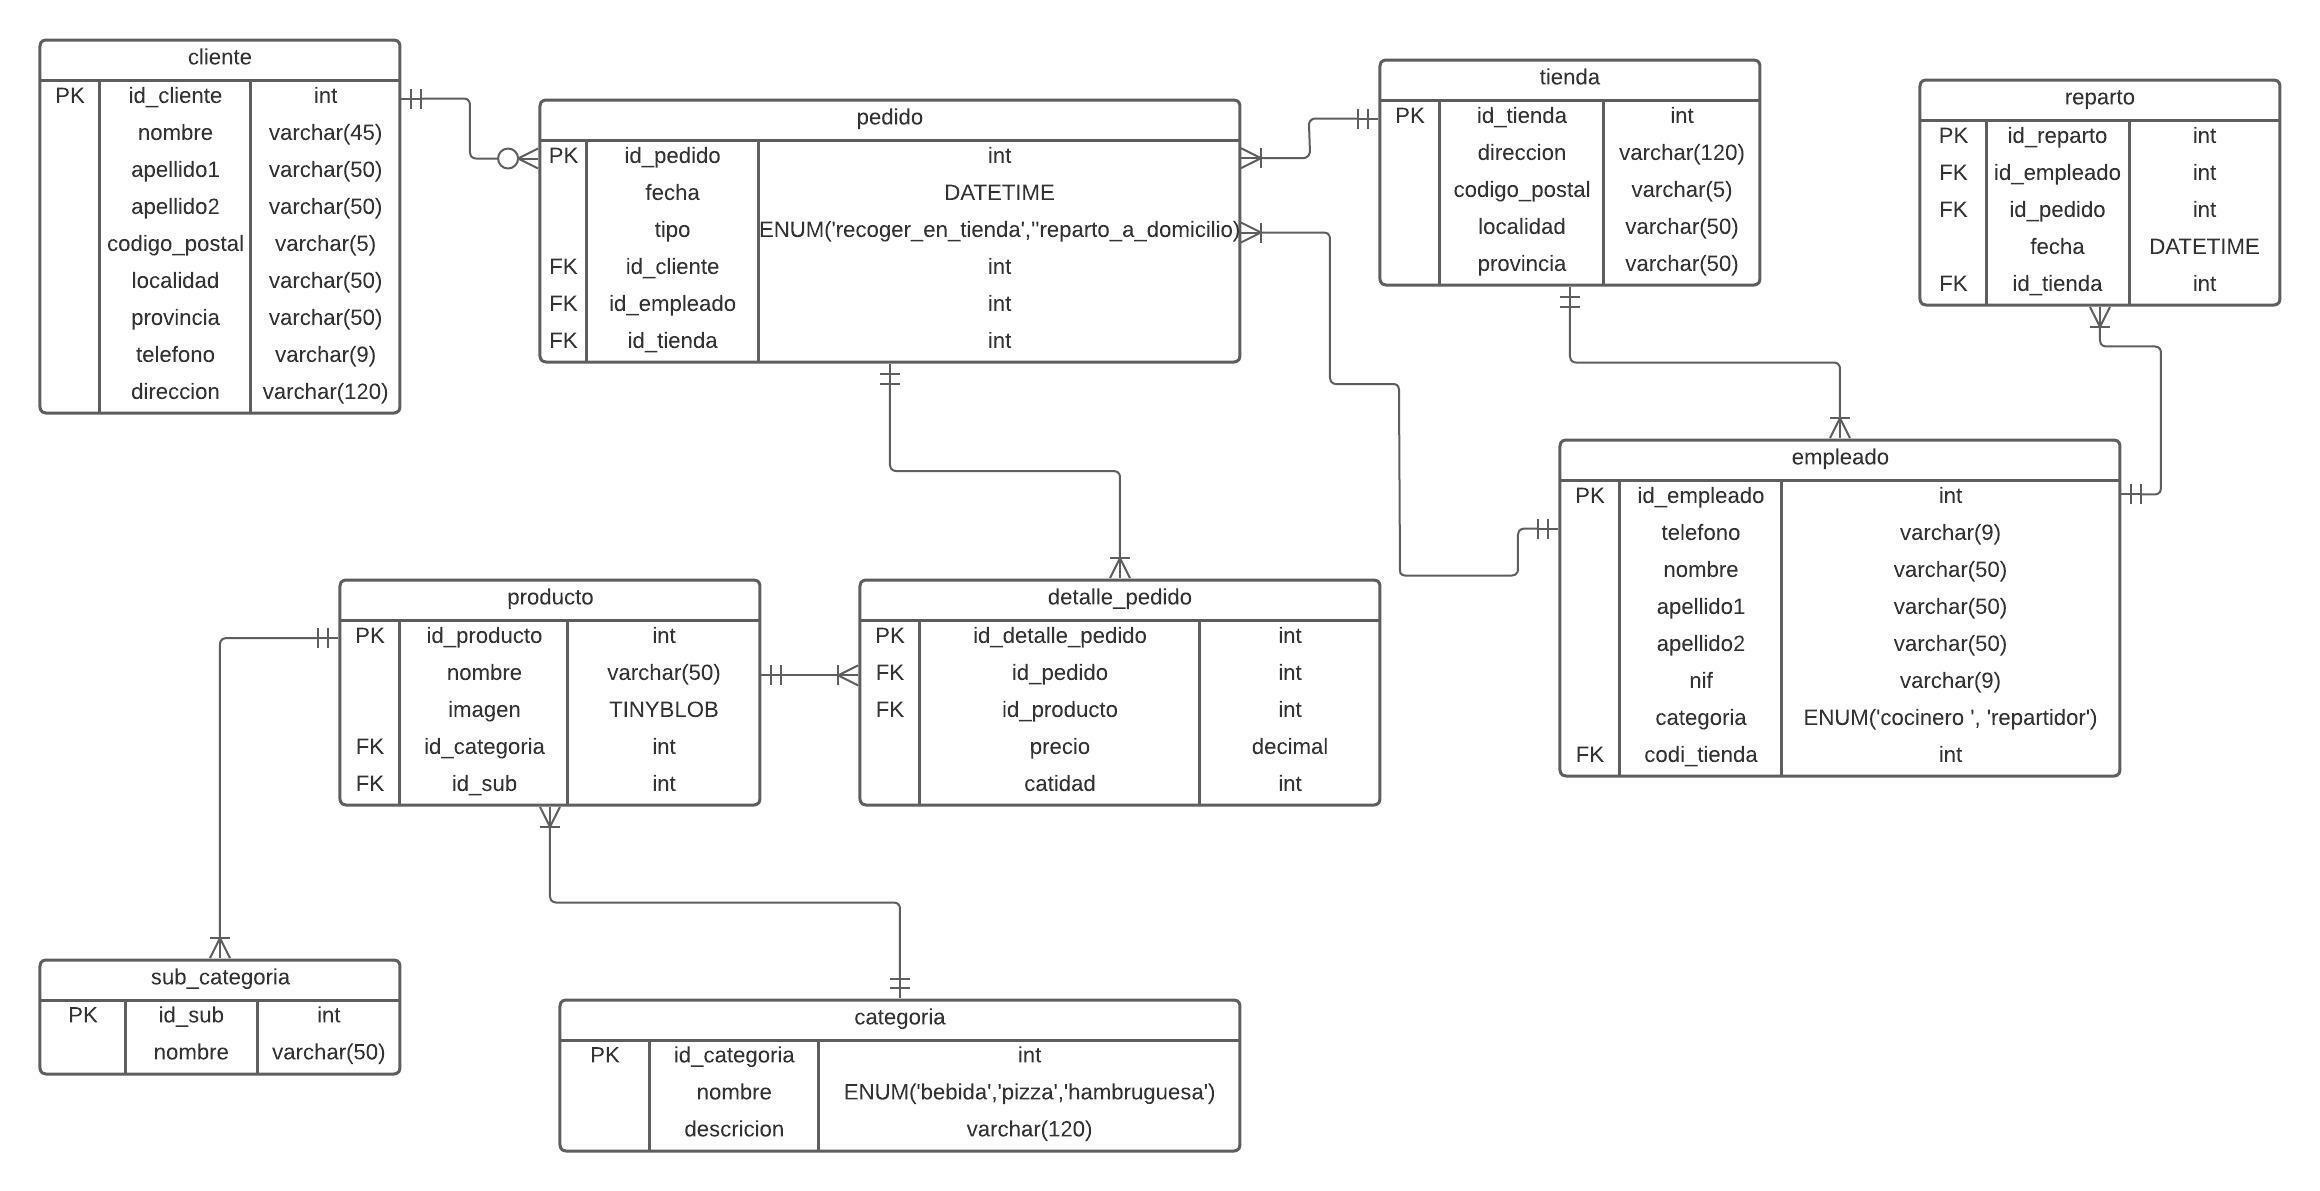 cliente
PK id_cliente int
nombre varchar(45)
apellido1 varchar(50)
apellido2 varchar(50)
codigo_postal varchar(5)
localidad varchar(50)
provincia varchar(50)
telefono varchar(9)
direccion varchar(120)
pedido
PK id_pedido int
fecha DATETIME
tipo ENUM('recoger_en_tienda',''reparto_a_domicilio)
FK id_cliente int
FK id_empleado int
FK id_tienda int
tienda
PK id_tienda int
direccion varchar(120)
codigo_postal varchar(5)
localidad varchar(50)
provincia varchar(50)
reparto
PK id_reparto int
FK id_empleado int
FK id_pedido int
fecha DATETIME
FK id_tienda int
empleado
PK id_empleado int
telefono varchar(9)
nombre varchar(50)
apellido1 varchar(50)
apellido2 varchar(50)
nif varchar(9)
categoria ENUM('cocinero ', 'repartidor')
FK codi_tienda int
producto
PK id_producto int
nombre varchar(50)
imagen TINYBLOB
FK id_categoria int
FK id_sub int
detalle_pedido
PK id_detalle_pedido int
FK id_pedido int
FK id_producto int
precio decimal
catidad int
sub_categoria
PK id_sub int
nombre varchar(50)
categoria
PK id_categoria int
nombre ENUM('bebida','pizza','hambruguesa')
descricion varchar(120)